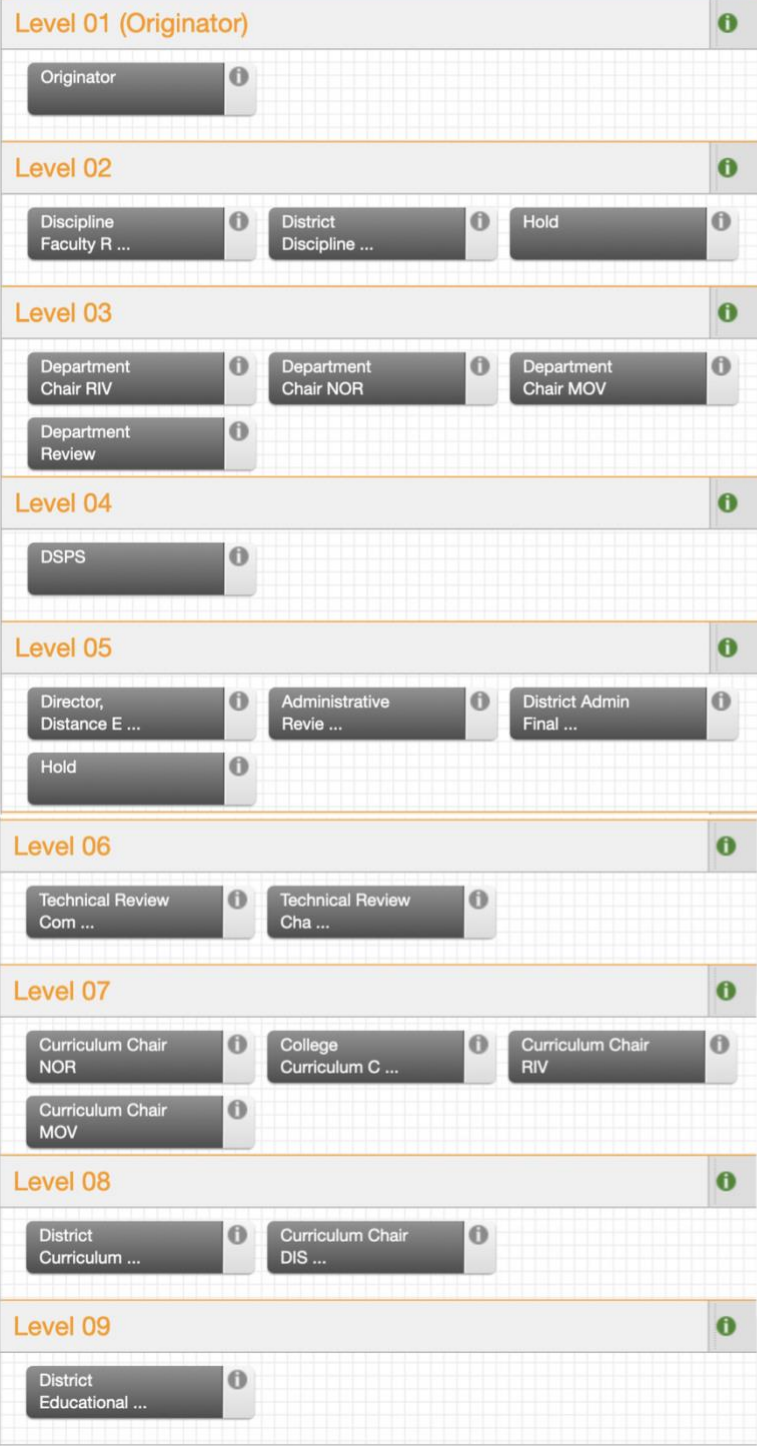 Level 01 (Originator)
Originator
Level 02
Discipline
Faculty R ...
District
Discipline ...
Hold
Level 03
Department
Chair RIV
Department
Chair NOR
Department
Chair MOV
Department
Review
Level 04
DSPS
Level 05
Director,
Distance E ...
Administrative
Revie ...
District Admin
Final ...
Hold
Level 06
Technical Review
Com ...
Technical Review
Cha ...
Level 07
Curriculum Chair
NOR
College
Curriculum C ...
Curriculum Chair
RIV
Curriculum Chair
MOV
Level 08
District
Curriculum ...
Curriculum Chair
DIS ...
Level 09
District
Educational ...